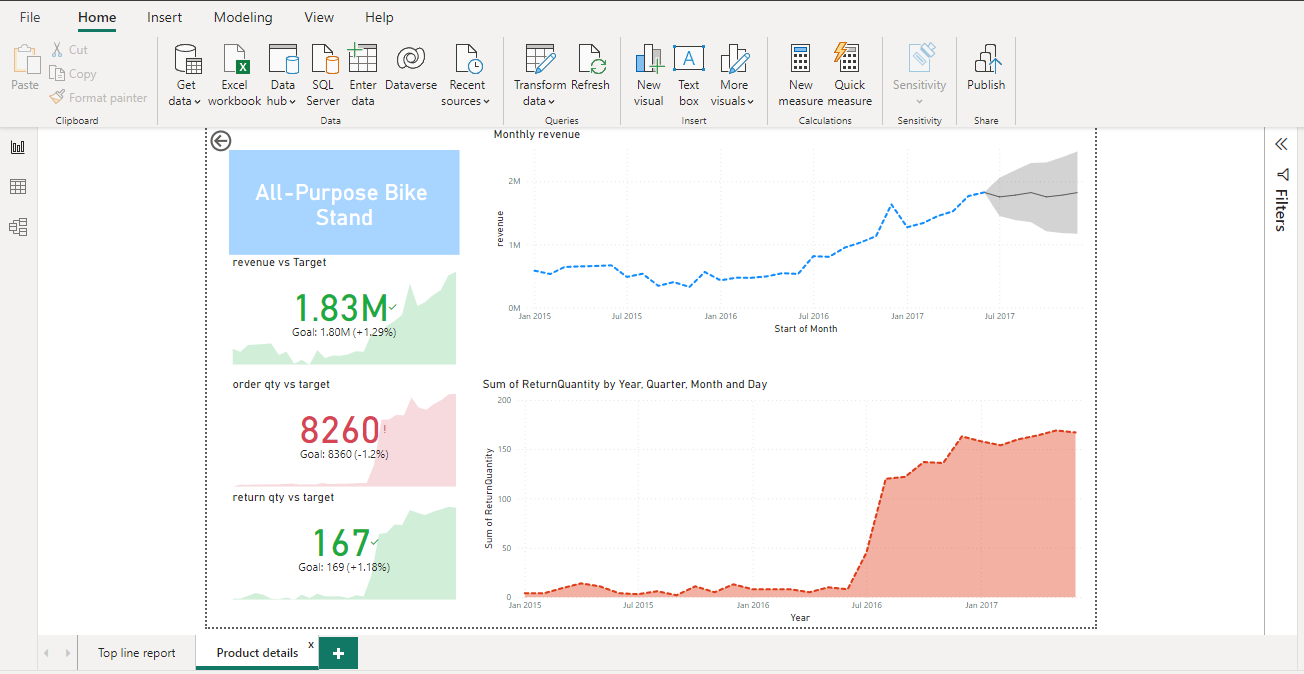 File Home Insert Modeling View Help
Paste
Cut
Copy
Format painter
Clipboard
Get data
Excel workbook
Data hub
SQL Server
Enter data
Dataverse
Recent sources
Data
Transform data
Refresh
Queries
New visual
Text box
More visuals
Insert
New measure
Quick measure
Calculations
Sensitivity
Sensitivity
Publish
Share
All-Purpose Bike
Stand
revenue vs Target
1.83M
Goal: 1.80M (+1.29%)
order qty vs target
8260!
Goal: 8360 (-1.2%)
return qty vs target
167
Goal: 169 (+1.18%)
Monthly revenue
revenue
2M
1M
0M
Jan 2015 Jul 2015 Jan 2016 Jul 2016 Jan 2017 Jul 2017
Start of Month
Sum of ReturnQuantity by Year, Quarter, Month and Day
Sum of ReturnQuantity
200
150
100
50
0
Jan 2015 Jul 2015 Jan 2016 Jul 2016 Jan 2017
Year
Filters
Top line report
Product details x
+